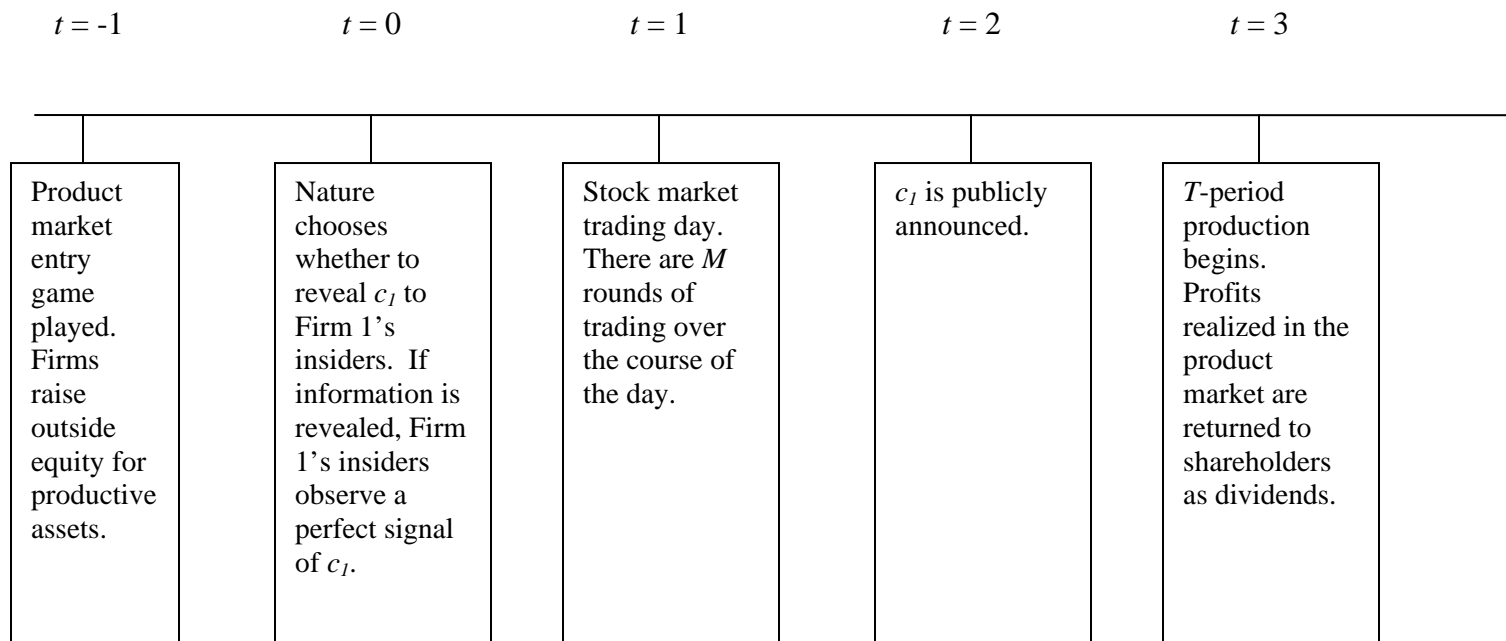 t = -1
t = 0
t = 1
t = 2
t = 3
Product
market
entry
game
played.
Firms
raise
outside
equity for
productive
assets.
Nature
chooses
whether to
reveal c1 to
Firm 1’s
insiders.  If
information is
revealed, Firm
1’s insiders
observe a
perfect signal
of c1.
Stock market
trading day.
There are M
rounds of
trading over
the course of
the day.
c1 is publicly
announced.
T-period
production
begins.
Profits
realized in the
product
market are
returned to
shareholders
as dividends.